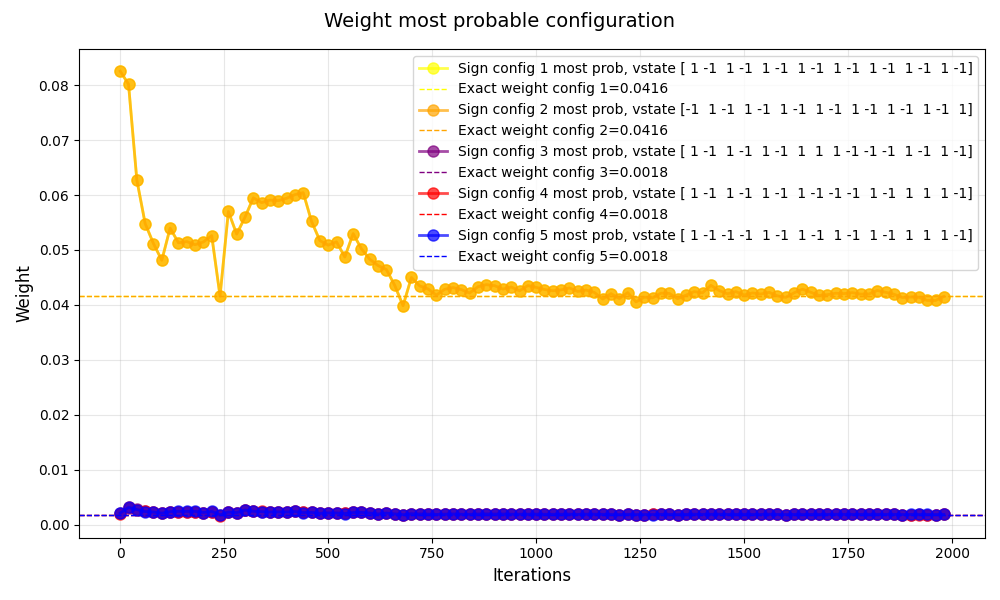 Weight most probable configuration
Sign config 1 most prob, vstate [ 1 -1  1 -1  1 -1  1 -1  1 -1  1 -1  1 -1  1 -1]
Exact weight config 1=0.0416
Sign config 2 most prob, vstate [-1  1 -1  1 -1  1 -1  1 -1  1 -1  1 -1  1 -1  1]
Exact weight config 2=0.0416
Sign config 3 most prob, vstate [ 1 -1  1 -1  1 -1  1  1  1 -1 -1 -1  1 -1  1 -1]
Exact weight config 3=0.0018
Sign config 4 most prob, vstate [ 1 -1  1 -1  1 -1  1 -1 -1 -1  1 -1  1  1  1 -1]
Exact weight config 4=0.0018
Sign config 5 most prob, vstate [ 1 -1 -1 -1  1 -1  1 -1  1 -1  1 -1  1  1  1 -1]
Exact weight config 5=0.0018
0.08
0.07
0.06
0.05
0.04
0.03
0.02
0.01
0.00
Weight
0 250 500 750 1000 1250 1500 1750 2000
Iterations